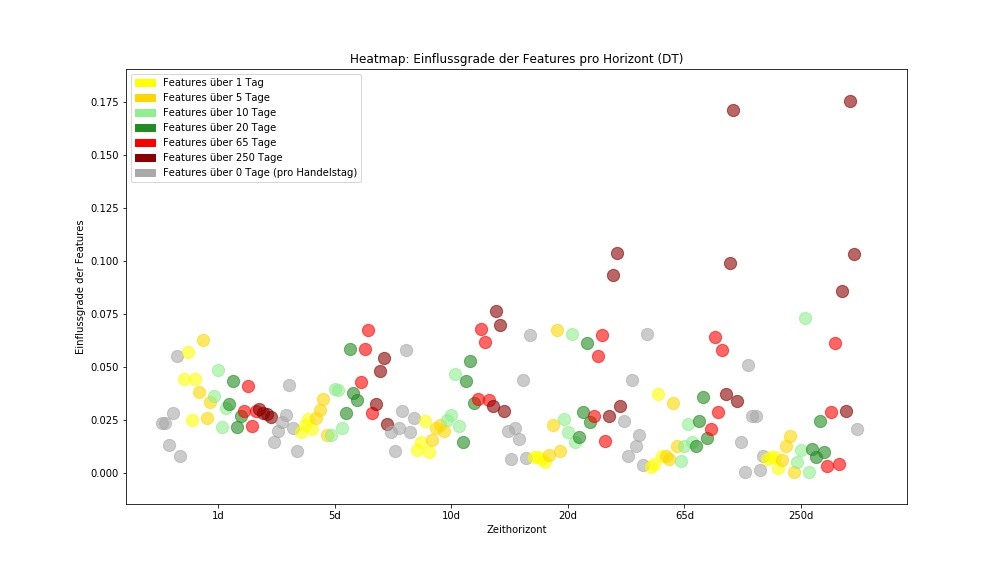 Heatmap: Einflussgrade der Features pro Horizont (DT)
Features über 1 Tag
Features über 5 Tage
Features über 10 Tage
Features über 20 Tage
Features über 65 Tage
Features über 250 Tage
Features über 0 Tage (pro Handelstag)
Einflussgrade der Features
0.175
0.150
0.125
0.100
0.075
0.050
0.025
0.000
1d 5d 10d 20d 65d 250d
Zeithorizont